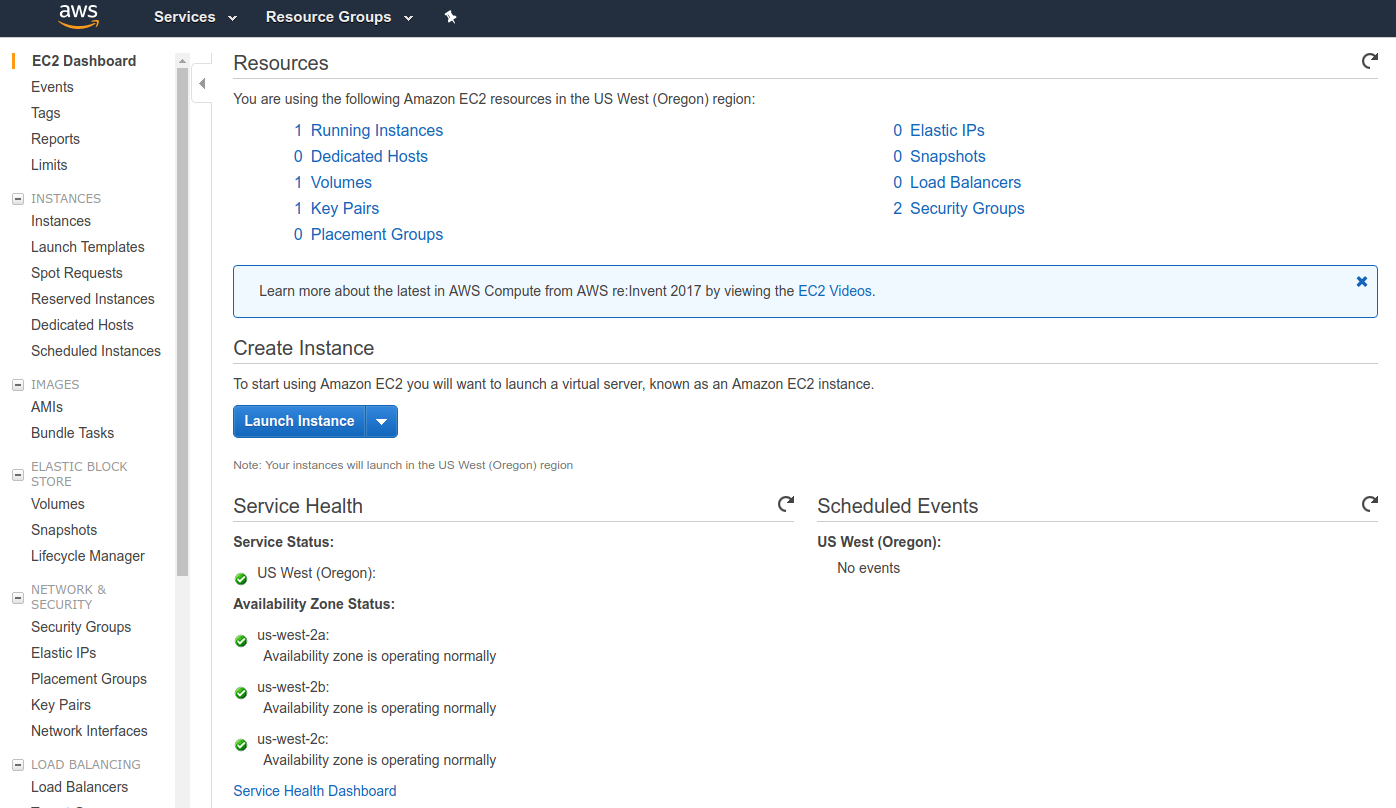 aws
Services
Resource Groups
EC2 Dashboard
Events
Tags
Reports
Limits
INSTANCES
Instances
Launch Templates
Spot Requests
Reserved Instances
Dedicated Hosts
Scheduled Instances
IMAGES
AMIs
Bundle Tasks
ELASTIC BLOCK
STORE
Volumes
Snapshots
Lifecycle Manager
NETWORK &
SECURITY
Security Groups
Elastic IPs
Placement Groups
Key Pairs
Network Interfaces
LOAD BALANCING
Load Balancers
Resources
You are using the following Amazon EC2 resources in the US West (Oregon) region:
1 Running Instances
0 Dedicated Hosts
1 Volumes
1 Key Pairs
0 Placement Groups
0 Elastic IPs
0 Snapshots
0 Load Balancers
2 Security Groups
Learn more about the latest in AWS Compute from AWS re:Invent 2017 by viewing the EC2 Videos.
Create Instance
To start using Amazon EC2 you will want to launch a virtual server, known as an Amazon EC2 instance.
Launch Instance
Note: Your instances will launch in the US West (Oregon) region
Service Health
Service Status:
US West (Oregon):
Availability Zone Status:
us-west-2a:
Availability zone is operating normally
us-west-2b:
Availability zone is operating normally
us-west-2c:
Availability zone is operating normally
Service Health Dashboard
Scheduled Events
US West (Oregon):
No events